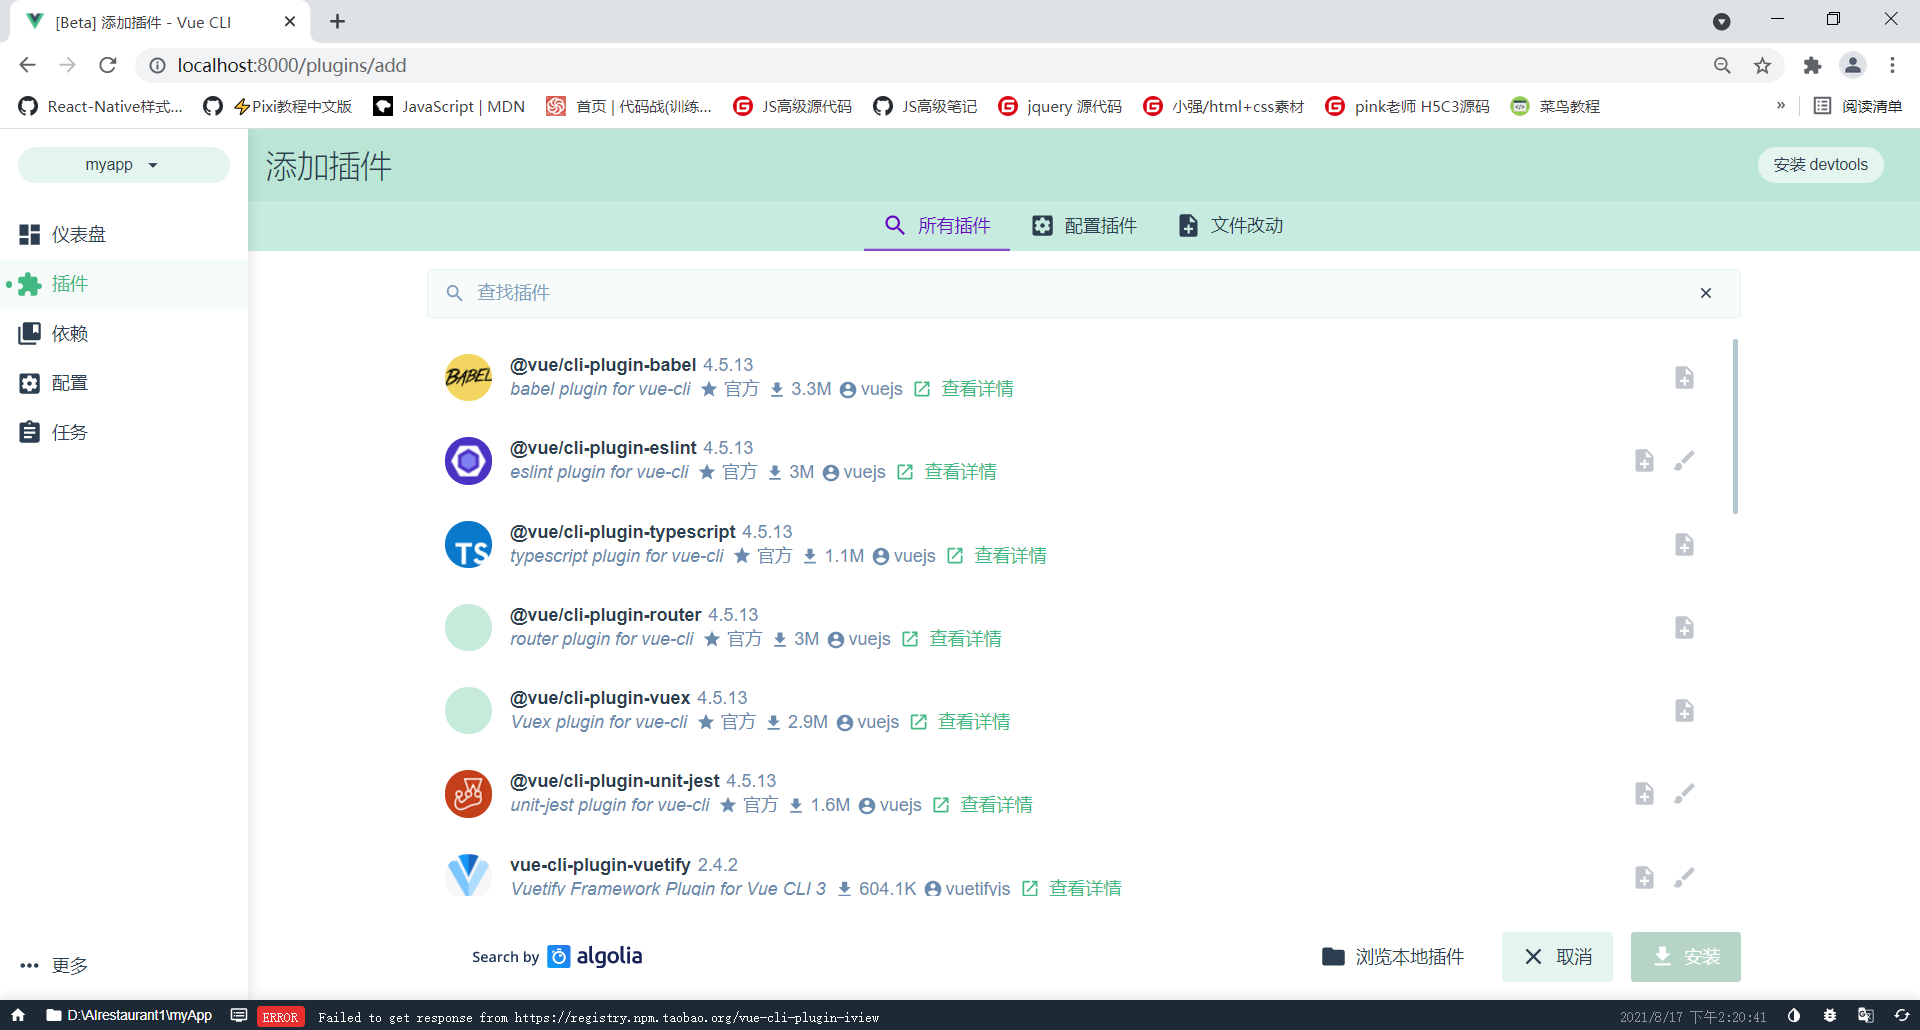 [Beta] 添加插件 - Vue CLI
localhost:8000/plugins/add
React-Native样式... ⚡Pixi教程中文版 JavaScript | MDN 首页 | 代码战(训练... JS高级源代码 JS高级笔记 jquery 源代码 小强/html+css素材 pink老师 H5C3源码 菜鸟教程 » 阅读清单
myapp
添加插件
安装 devtools
所有插件 配置插件 文件改动
仪表盘
插件
依赖
配置
任务
更多
查找插件
BABEL
@vue/cli-plugin-babel 4.5.13
babel plugin for vue-cli 官方 3.3M vuejs 查看详情
@vue/cli-plugin-eslint 4.5.13
eslint plugin for vue-cli 官方 3M vuejs 查看详情
TS
@vue/cli-plugin-typescript 4.5.13
typescript plugin for vue-cli 官方 1.1M vuejs 查看详情
@vue/cli-plugin-router 4.5.13
router plugin for vue-cli 官方 3M vuejs 查看详情
@vue/cli-plugin-vuex 4.5.13
Vuex plugin for vue-cli 官方 2.9M vuejs 查看详情
@vue/cli-plugin-unit-jest 4.5.13
unit-jest plugin for vue-cli 官方 1.6M vuejs 查看详情
vue-cli-plugin-vuetify 2.4.2
Vuetify Framework Plugin for Vue CLI 3 604.1K vuetifyjs 查看详情
Search by algolia
浏览本地插件 取消 安装
D:\AIrestaurant1\myApp ERROR Failed to get response from https://registry.npm.taobao.org/vue-cli-plugin-iview 2021/8/17 下午2:20:41